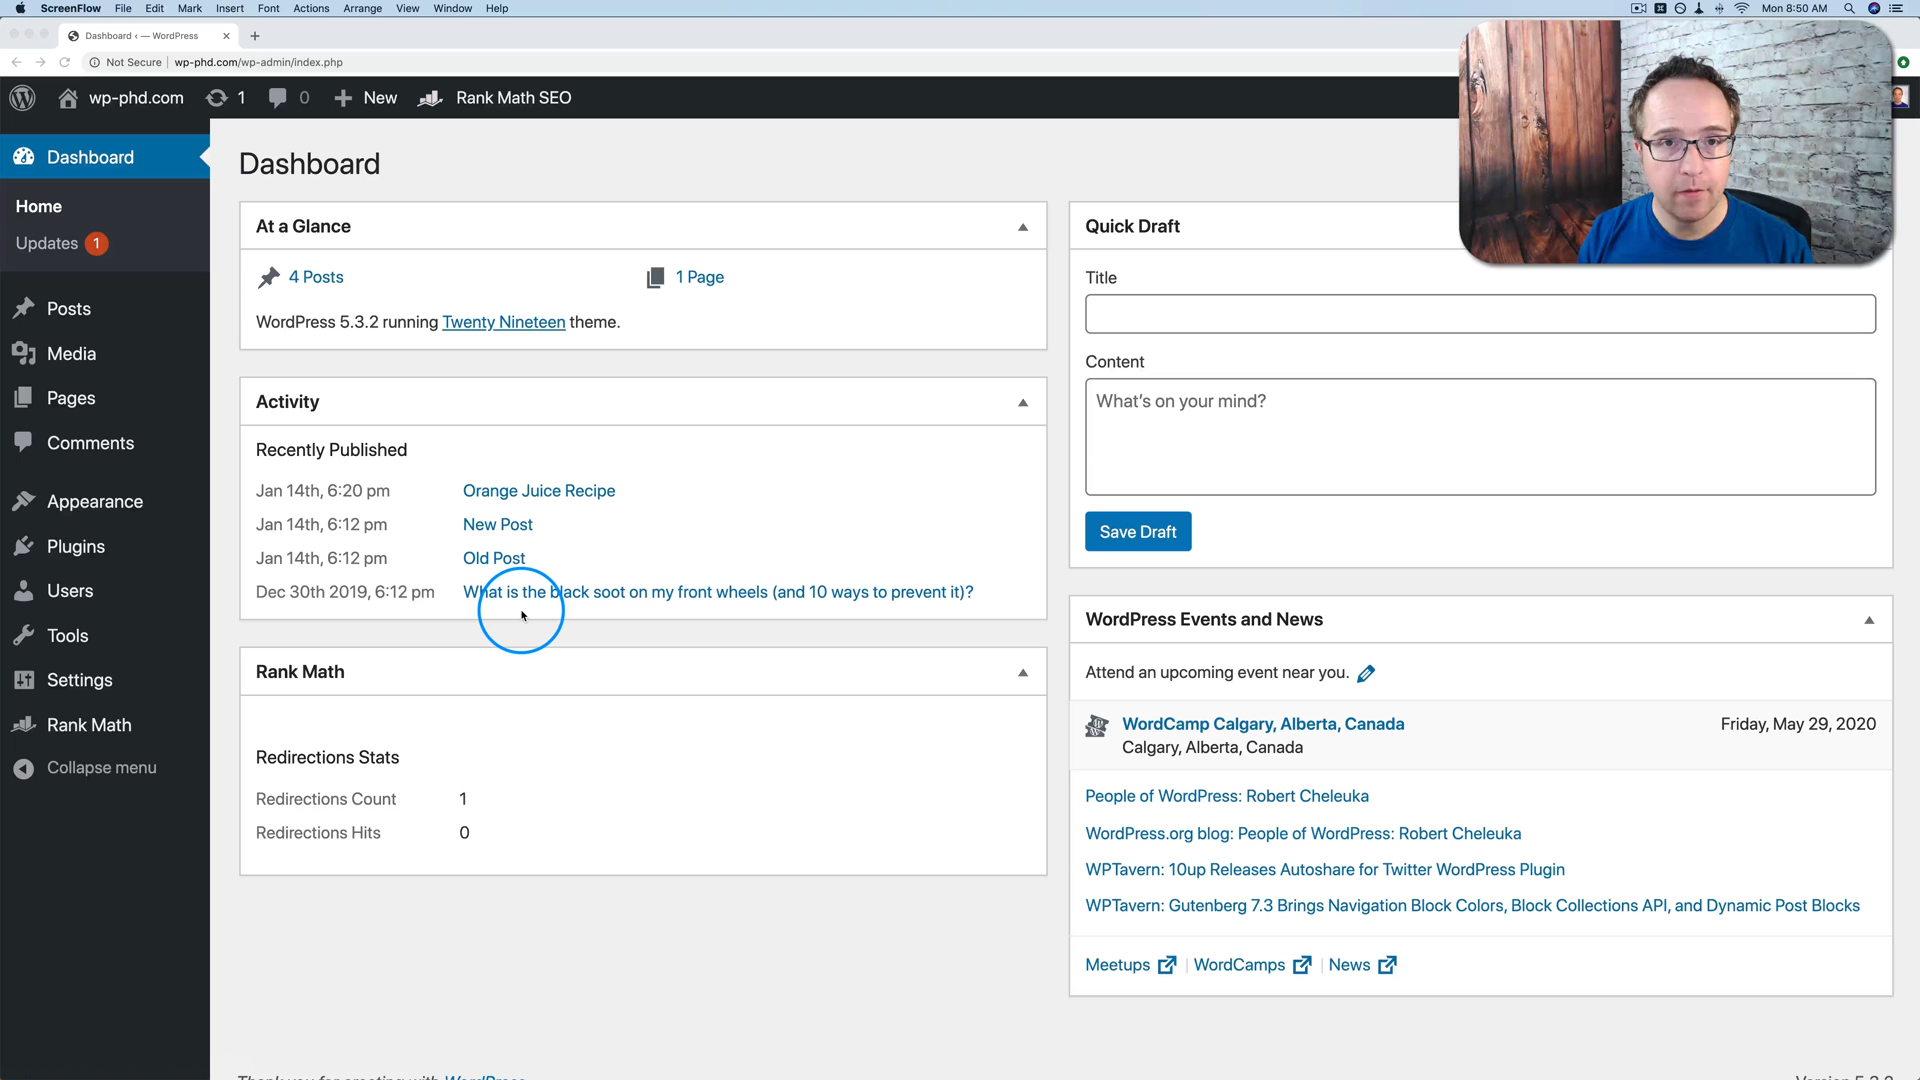 ScreenFlow File Edit Mark Insert Font Actions Arrange View Window Help
Mon 8:50 AM
Dashboard ‹ — WordPress
Not Secure | wp-phd.com/wp-admin/index.php
wp-phd.com 1 0 New Rank Math SEO
Dashboard
Home
Updates 1
Posts
Media
Pages
Comments
Appearance
Plugins
Users
Tools
Settings
Rank Math
Collapse menu
Dashboard
At a Glance
4 Posts
1 Page
WordPress 5.3.2 running Twenty Nineteen theme.
Activity
Recently Published
Jan 14th, 6:20 pm Orange Juice Recipe
Jan 14th, 6:12 pm New Post
Jan 14th, 6:12 pm Old Post
Dec 30th 2019, 6:12 pm What is the black soot on my front wheels (and 10 ways to prevent it)?
Rank Math
Redirections Stats
Redirections Count 1
Redirections Hits 0
Quick Draft
Title
Content
What's on your mind?
Save Draft
WordPress Events and News
Attend an upcoming event near you.
WordCamp Calgary, Alberta, Canada Friday, May 29, 2020
Calgary, Alberta, Canada
People of WordPress: Robert Cheleuka
WordPress.org blog: People of WordPress: Robert Cheleuka
WPTavern: 10up Releases Autoshare for Twitter WordPress Plugin
WPTavern: Gutenberg 7.3 Brings Navigation Block Colors, Block Collections API, and Dynamic Post Blocks
Meetups | WordCamps | News